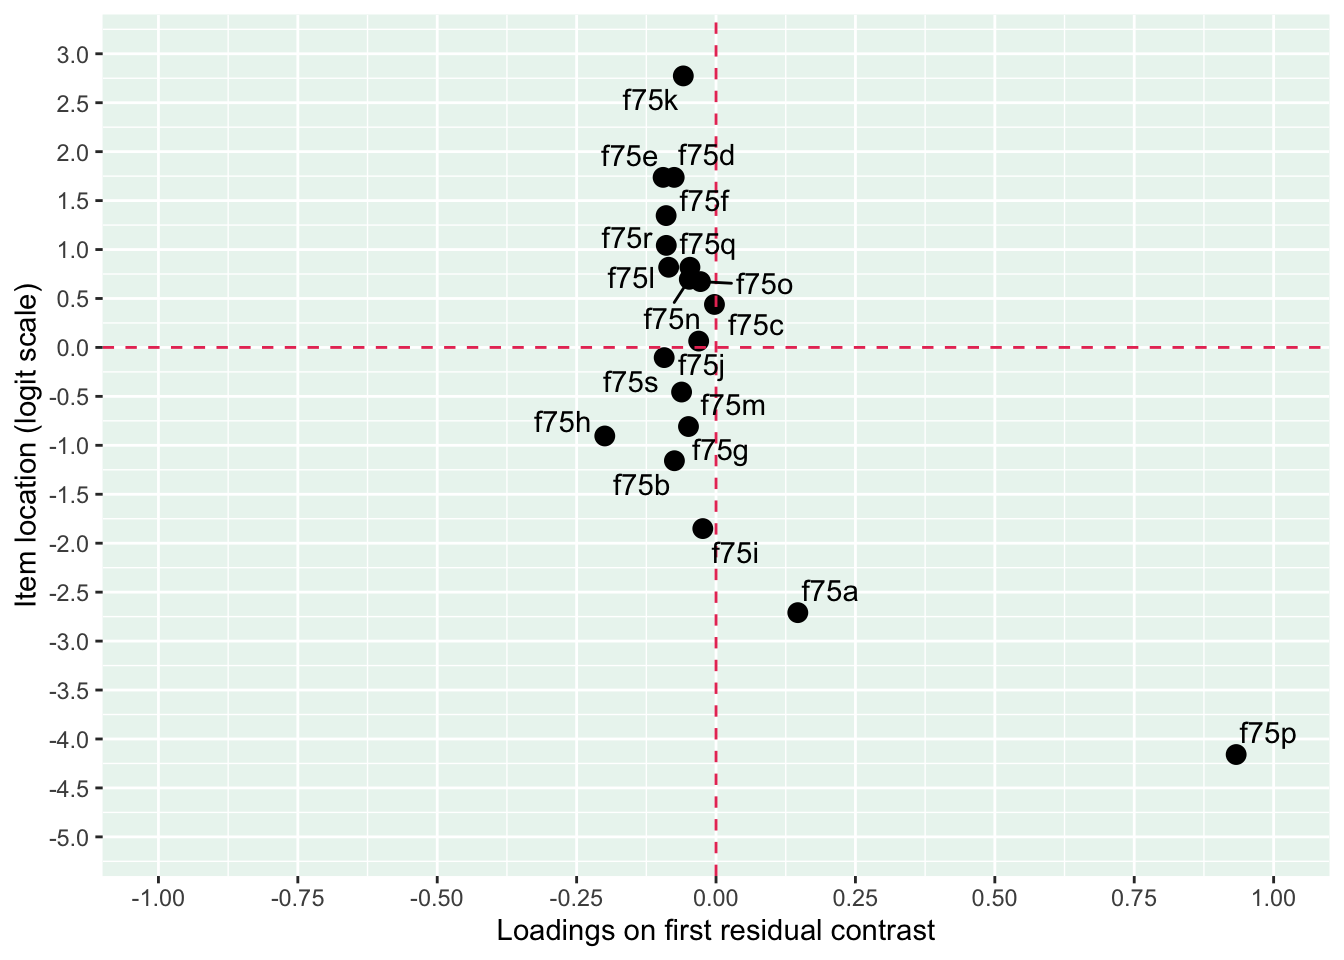 3.0
2.5
2.0
1.5
1.0
0.5
0.0
-0.5
-1.0
-1.5
-2.0
-2.5
-3.0
-3.5
-4.0
-4.5
-5.0
Item location (logit scale)
f75k
f75e f75d
f75f
f75r f75q
f75l f75o
f75n f75c
f75j
f75s
f75m
f75h
f75g
f75b
f75i
f75a
f75p
-1.00 -0.75 -0.50 -0.25 0.00 0.25 0.50 0.75 1.00
Loadings on first residual contrast